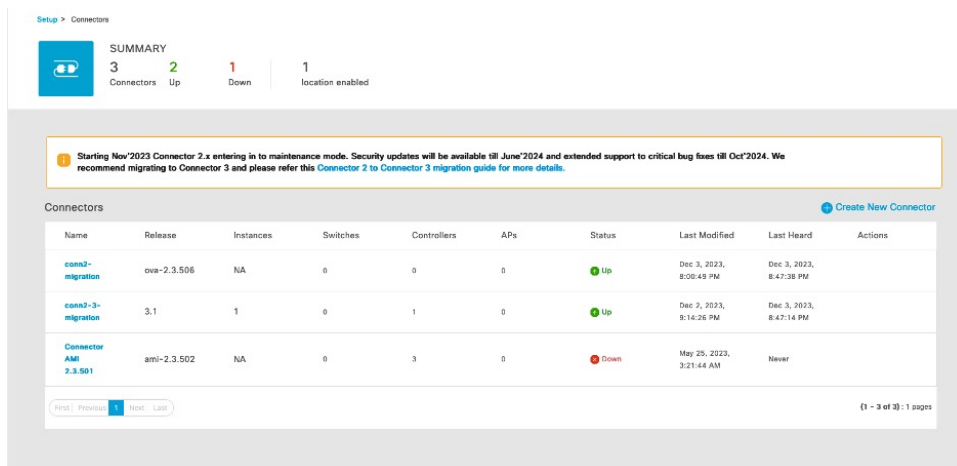 Setup > Connectors
SUMMARY
3 2 1 1
Connectors Up Down location enabled
Starting Nov'2023 Connector 2.x entering in to maintenance mode. Security updates will be available till June'2024 and extended support to critical bug fixes till Oct'2024. We
recommend migrating to Connector 3 and please refer this Connector 2 to Connector 3 migration guide for more details.
Connectors Create New Connector
Name Release Instances Switches Controllers APs Status Last Modified Last Heard Actions
conn2-
migration ova-2.3.506 NA 0 0 0 Up Dec 3, 2023,
8:00:49 PM Dec 3, 2023,
8:47:38 PM
conn2-3-
migration 3.1 1 0 1 0 Up Dec 2, 2023,
9:14:26 PM Dec 3, 2023,
8:47:14 PM
Connector
AMI
2.3.501 ami-2.3.502 NA 0 3 0 Down May 25, 2023,
3:21:44 AM Never
First Previous 1 Next Last {1 - 3 of 3} : 1 pages